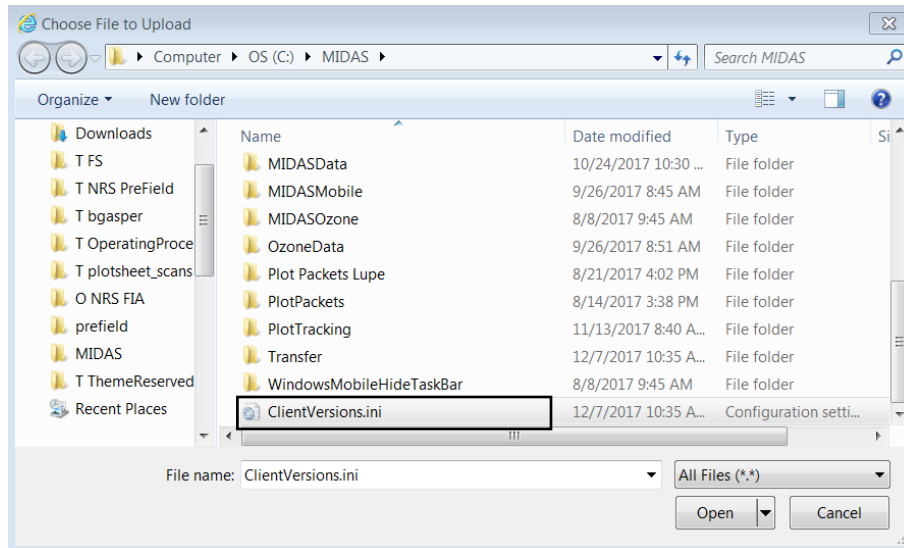 Choose File to Upload
Computer OS (C:) MIDAS Search MIDAS
Organize New folder
Name Date modified Type Si
Downloads
T FS
T NRS PreField
T bgasper
T OperatingProce
T plotsheet_scans
O NRS FIA
prefield
MIDAS
T ThemeReserved
Recent Places
MIDASData 10/24/2017 10:30 ... File folder
MIDASMobile 9/26/2017 8:45 AM File folder
MIDASOzone 8/8/2017 9:45 AM File folder
OzoneData 9/26/2017 8:51 AM File folder
Plot Packets Lupe 8/21/2017 4:02 PM File folder
PlotPackets 8/14/2017 3:38 PM File folder
PlotTracking 11/13/2017 8:40 A... File folder
Transfer 12/7/2017 10:35 A... File folder
WindowsMobileHideTaskBar 8/8/2017 9:45 AM File folder
ClientVersions.ini 12/7/2017 10:35 A... Configuration setti...
File name: ClientVersions.ini All Files (*.*)
Open Cancel